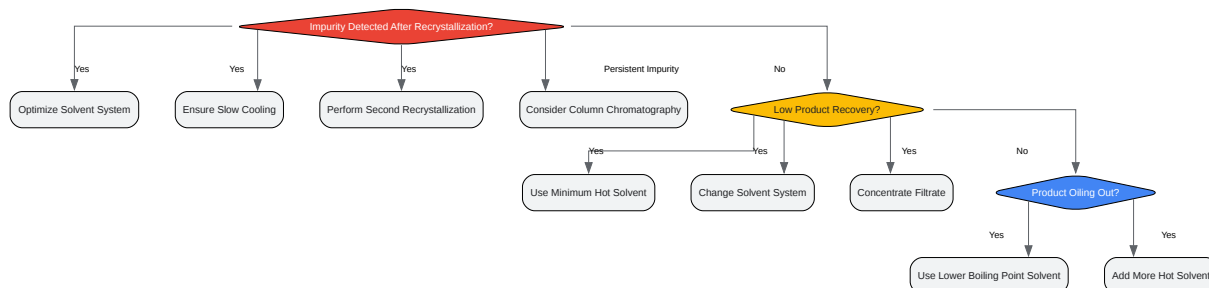 Impurity Detected After Recrystallization?
Yes
Yes
Yes
Persistent Impurity
No
Optimize Solvent System
Ensure Slow Cooling
Perform Second Recrystallization
Consider Column Chromatography
Low Product Recovery?
Yes
Yes
Yes
No
Use Minimum Hot Solvent
Change Solvent System
Concentrate Filtrate
Product Oiling Out?
Yes
Yes
Use Lower Boiling Point Solvent
Add More Hot Solvent